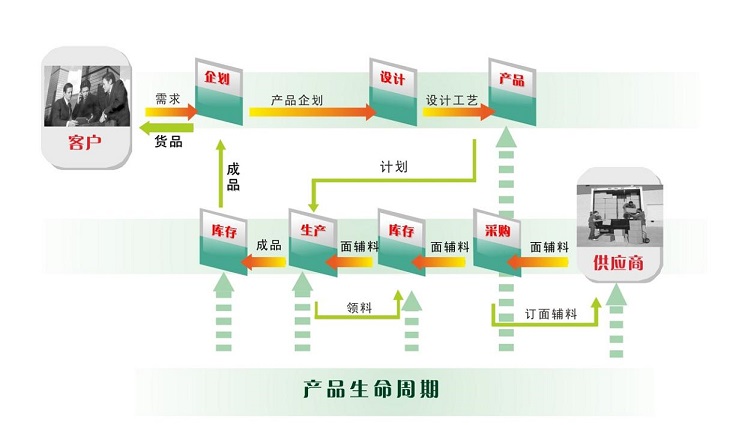 企划
设计
产品
需求
产品企划
设计工艺
货品
客户
成品
计划
库存
生产
库存
采购
成品
面辅料
面辅料
面辅料
供应商
领料
订面辅料
产品生命周期